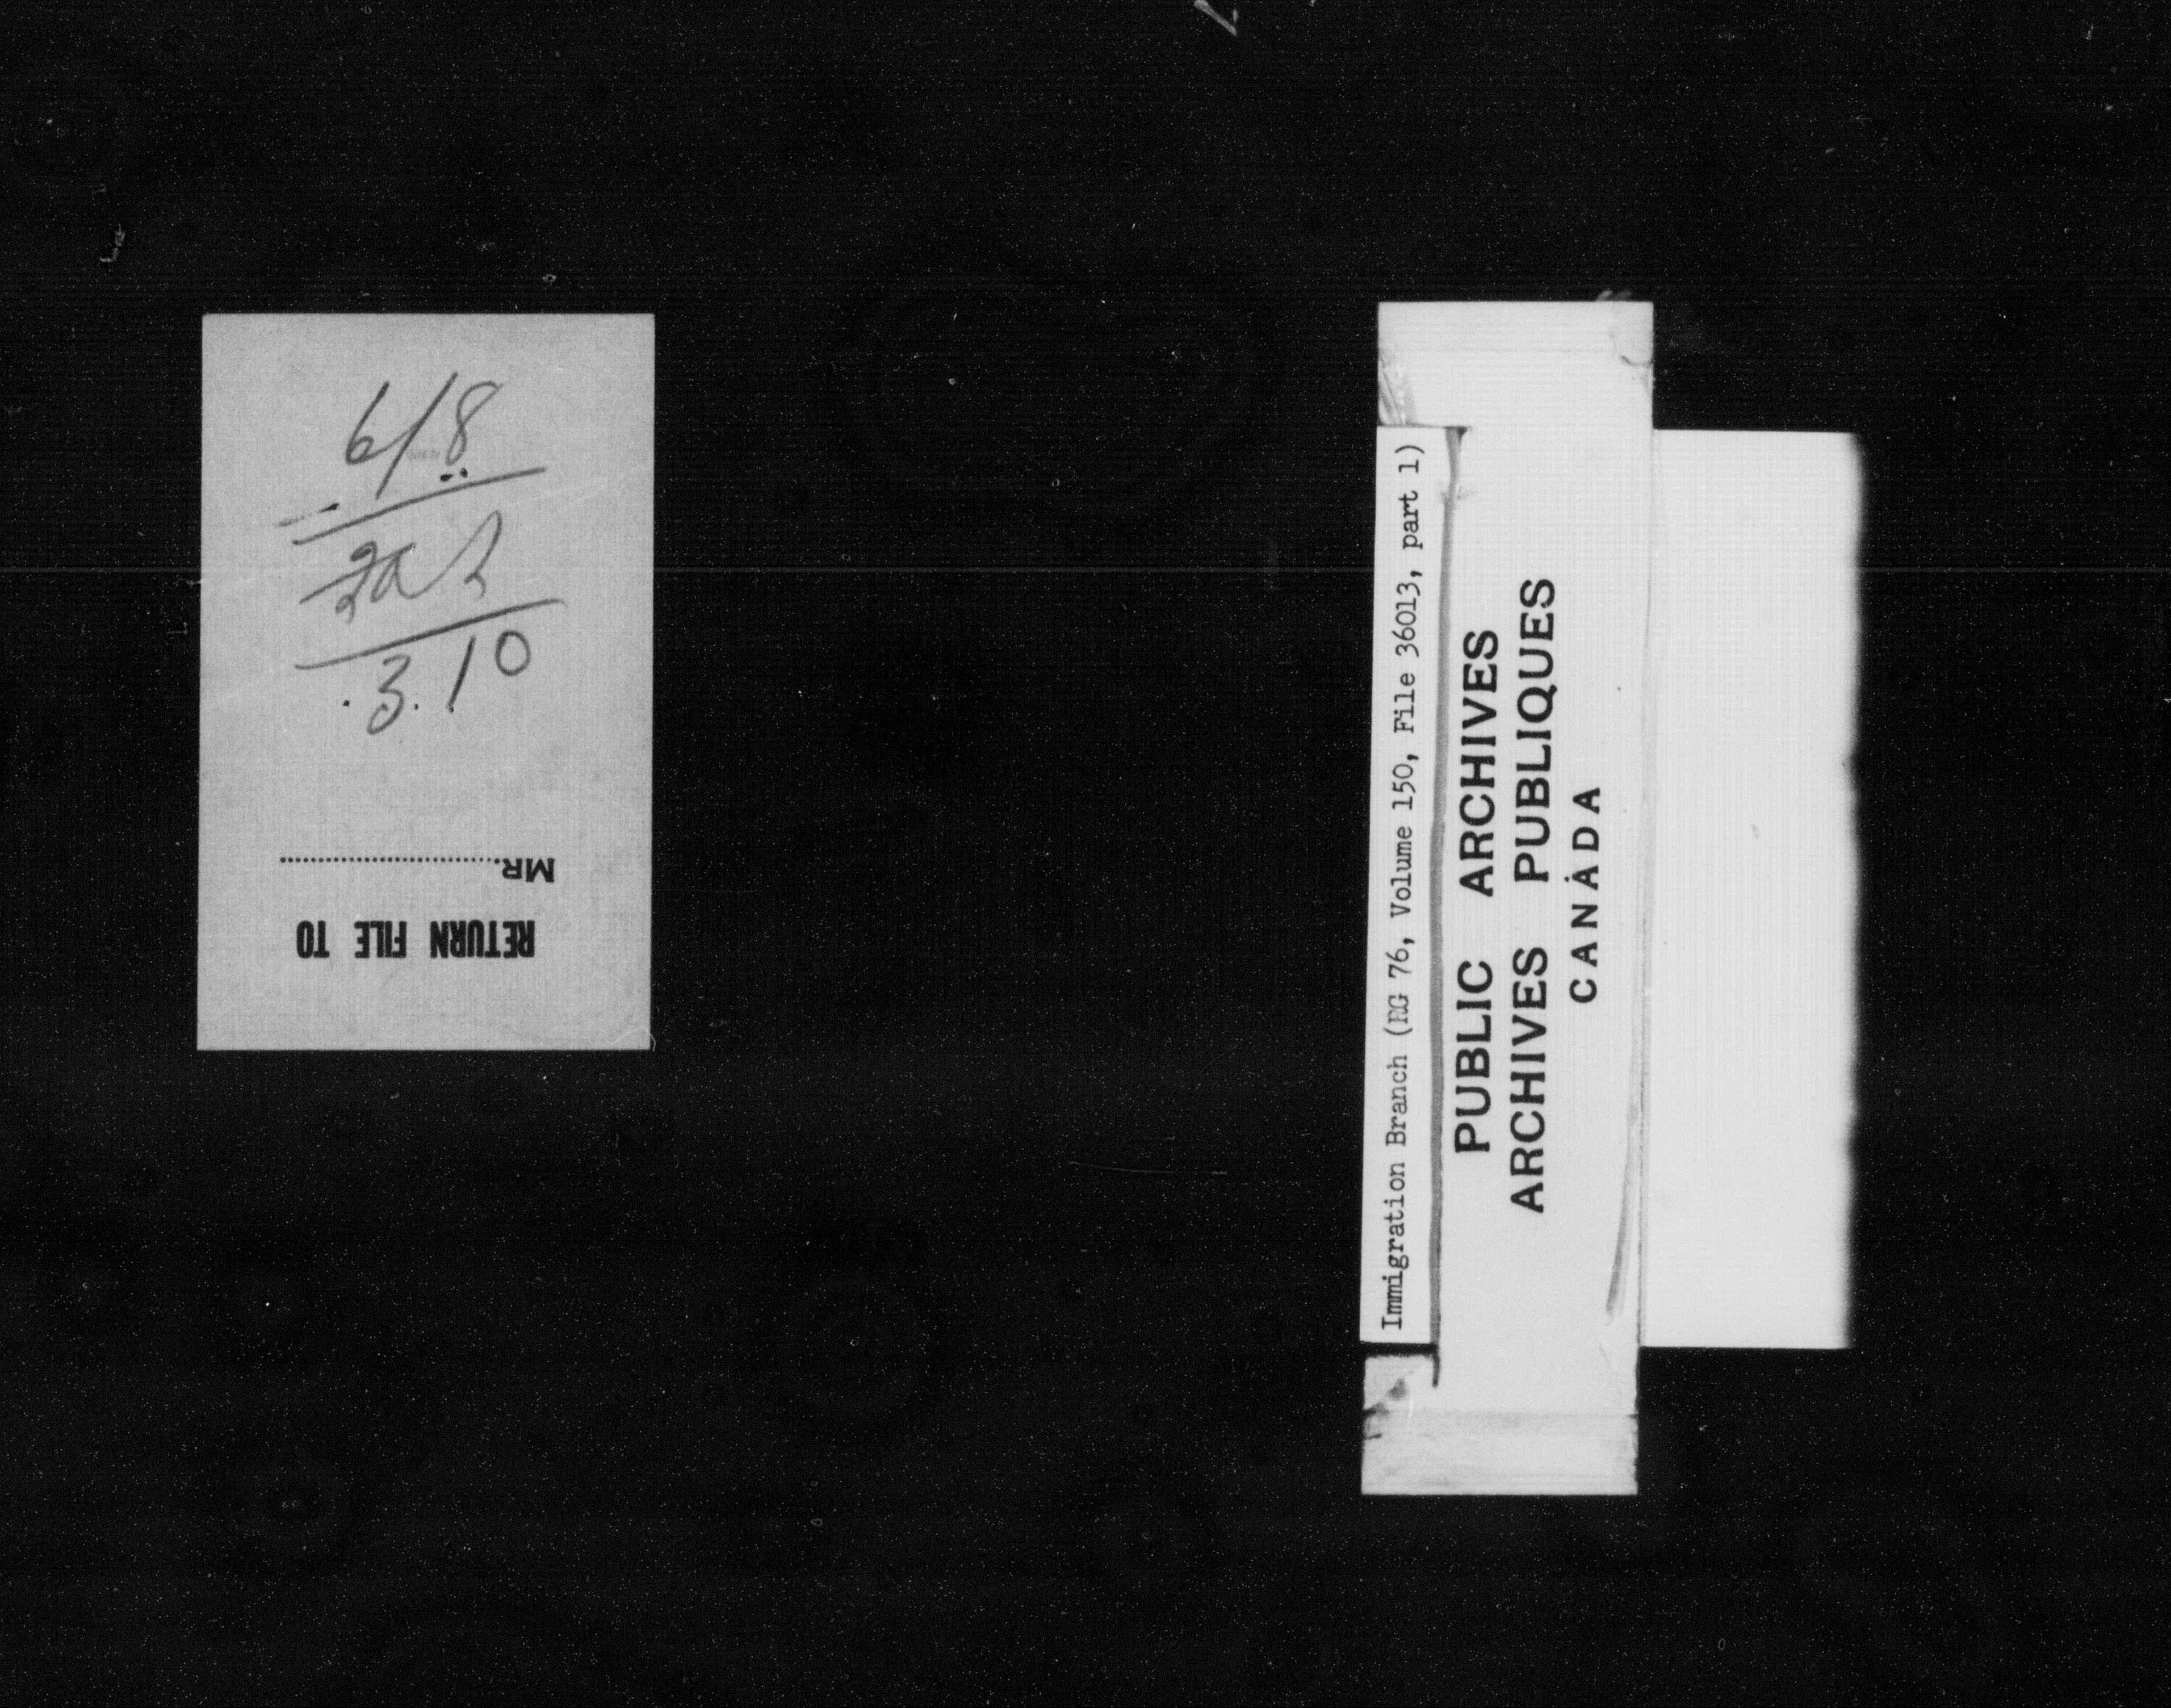 6/8
3.10
RETURN FILE TO
MR.
Immigration Branch (RG 76, Volume 150, File 36013, part 1)
PUBLIC ARCHIVES
ARCHIVES PUBLIQUES
CANADA